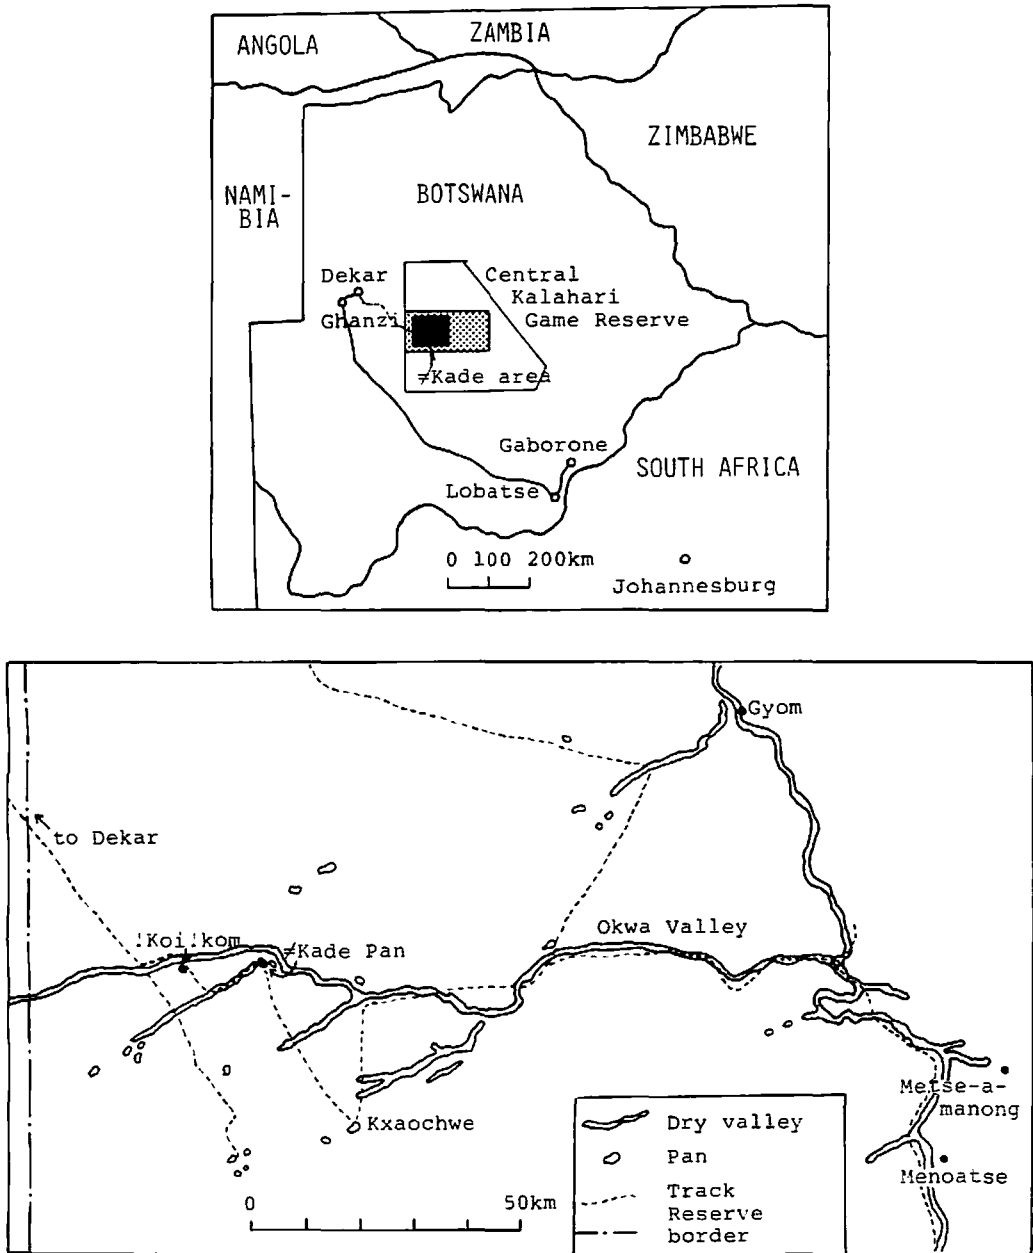 ANGOLA
ZAMBIA
ZIMBABWE
NAMI-
BIA
BOTSWANA
Dekar
Ghanzi
Central
Kalahari
Game Reserve
≠Kade area
Gaborone
Lobatse
SOUTH AFRICA
0 100 200km
Johannesburg
Gyom
to Dekar
!Koi!kom
≠Kade Pan
Okwa Valley
Kxaochwe
Metse-a-
manong
Menoatse
Dry valley
Pan
Track
Reserve
border
0 50km